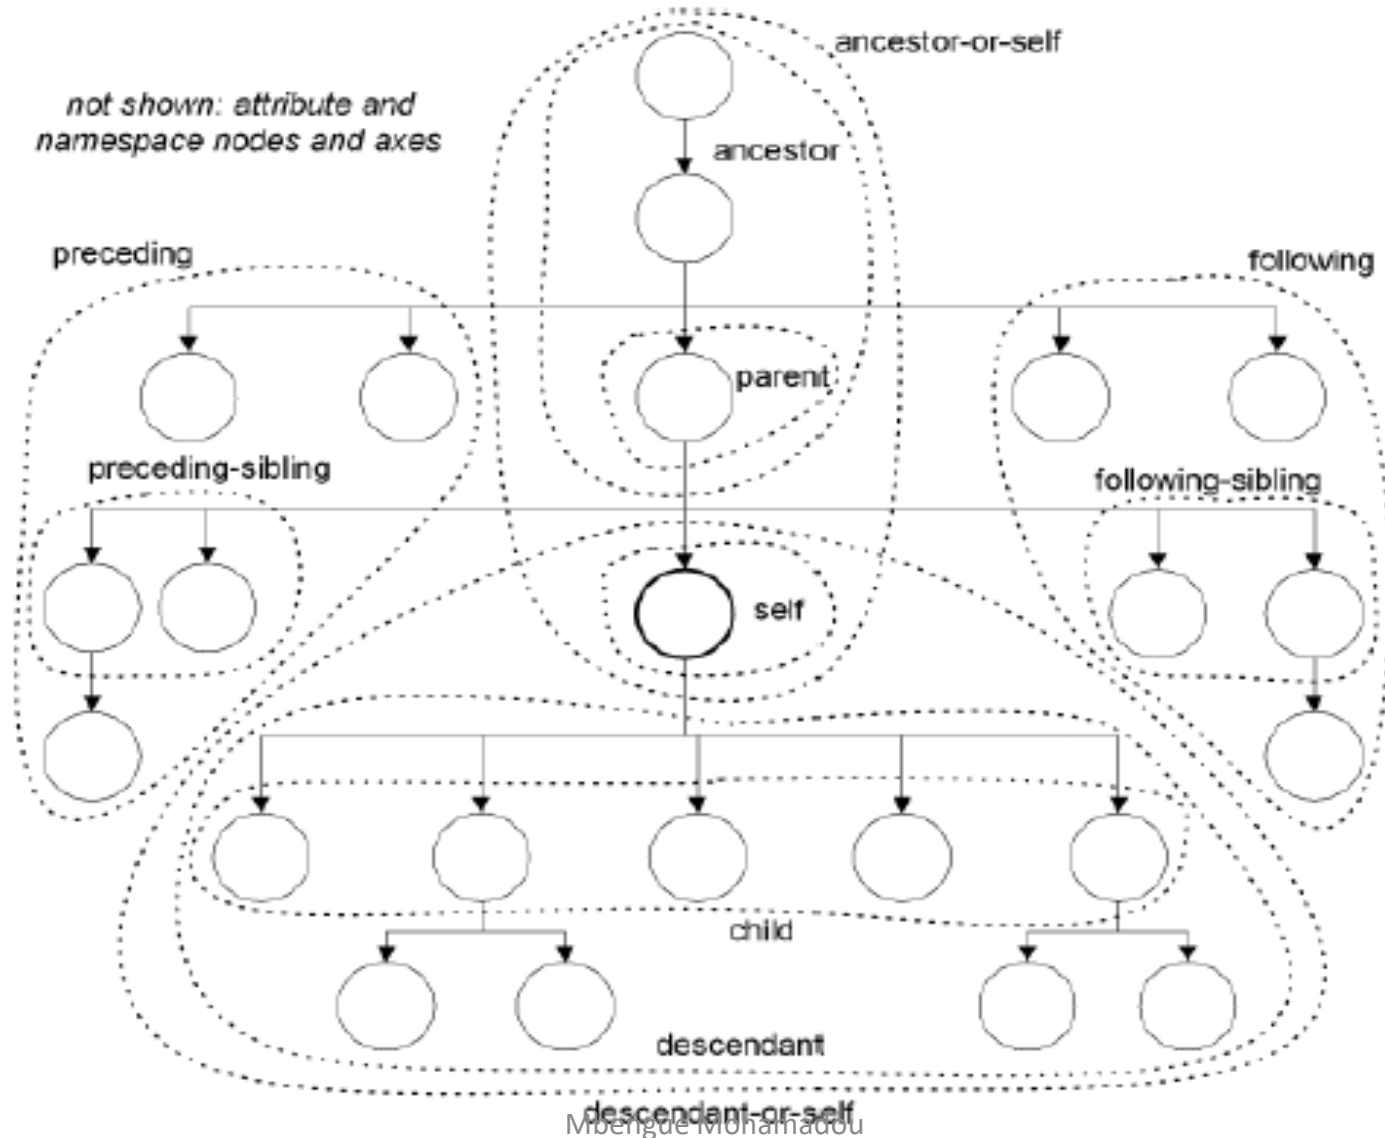 ancestor-or-self
not shown: attribute and
namespace nodes and axes
ancestor
preceding
following
parent
preceding-sibling
following-sibling
self
child
descendant
descendant-or-self
Mbengue Mohamadou